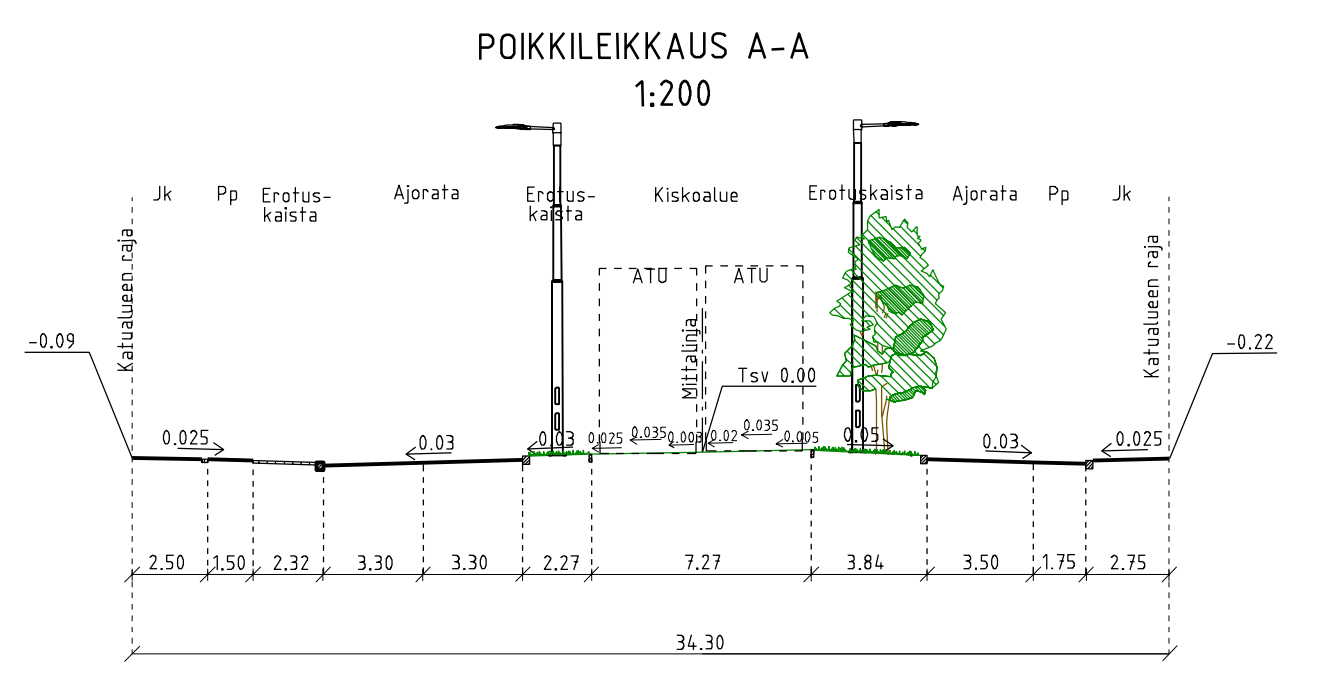 POIKKILEIKKAUS A-A
1:200
Jk
Pp
Erotus-
kaista
Ajorata
Erotus-
kaista
Kiskoalue
Erotuskaista
Ajorata
Pp
Jk
Katualueen raja
ATU
ATU
Mittalinja
Katualueen raja
-0.09
-0.22
Tsv 0.00
0.025
0.03
0.03
0.025
0.035
0.003
0.02
0.035
0.005
0.05
0.03
0.025
2.50
1.50
2.32
3.30
3.30
2.27
7.27
3.84
3.50
1.75
2.75
34.30